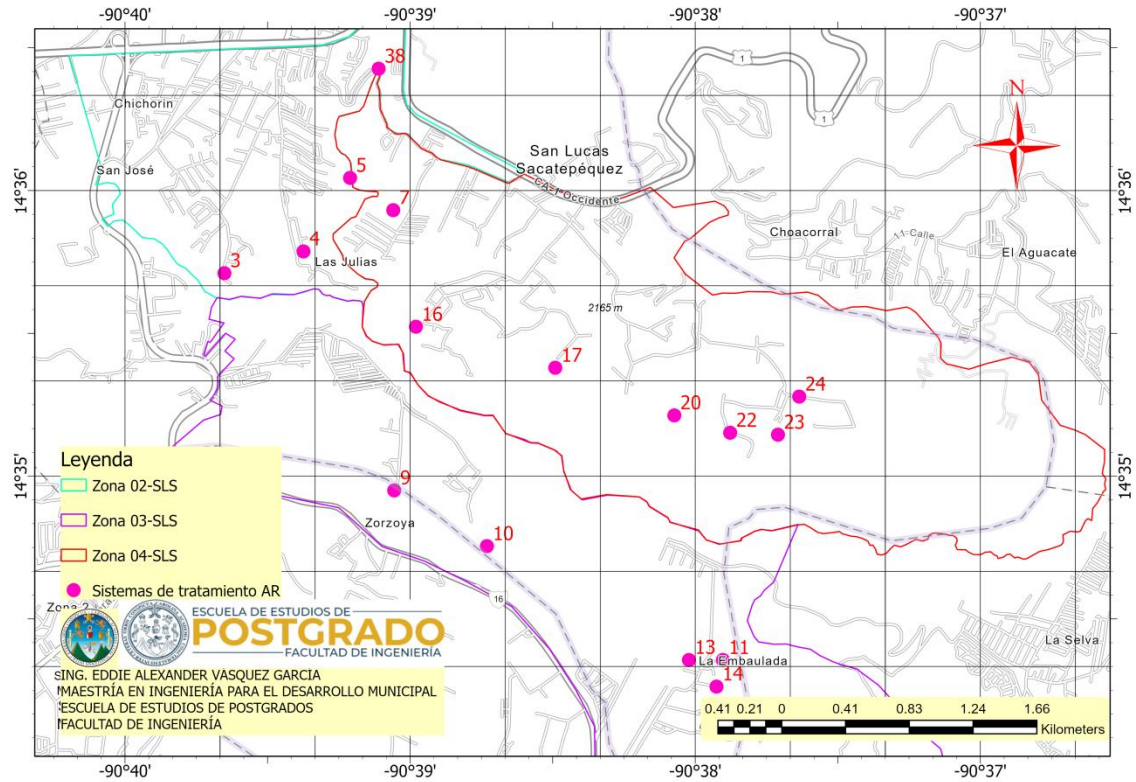 -90°40'
-90°39'
-90°38'
-90°37'
38
1
N
Chichorin
1
San Lucas
Sacatepéquez
San José
5
14°36'
14°36'
CA-1 Occidente
7
Choacorral
11 Calle
4
El Aguacate
Las Julias
3
2165 m
16
17
24
20
22
23
Leyenda
Zona 02-SLS
Zona 03-SLS
Zona 04-SLS
Sistemas de tratamiento AR
14°35'
14°35'
9
Zorzoya
10
16
Zona 2
ESCUELA DE ESTUDIOS DE
POSTGRADO
FACULTAD DE INGENIERÍA
ING. EDDIE ALEXANDER VASQUEZ GARCIA
MAESTRÍA EN INGENIERÍA PARA EL DESARROLLO MUNICIPAL
ESCUELA DE ESTUDIOS DE POSTGRADOS
FACULTAD DE INGENIERÍA
La Selva
13
11
La Embaulada
14
0.41 0.21 0 0.41 0.83 1.24 1.66
Kilometers
-90°40'
-90°39'
-90°38'
-90°37'